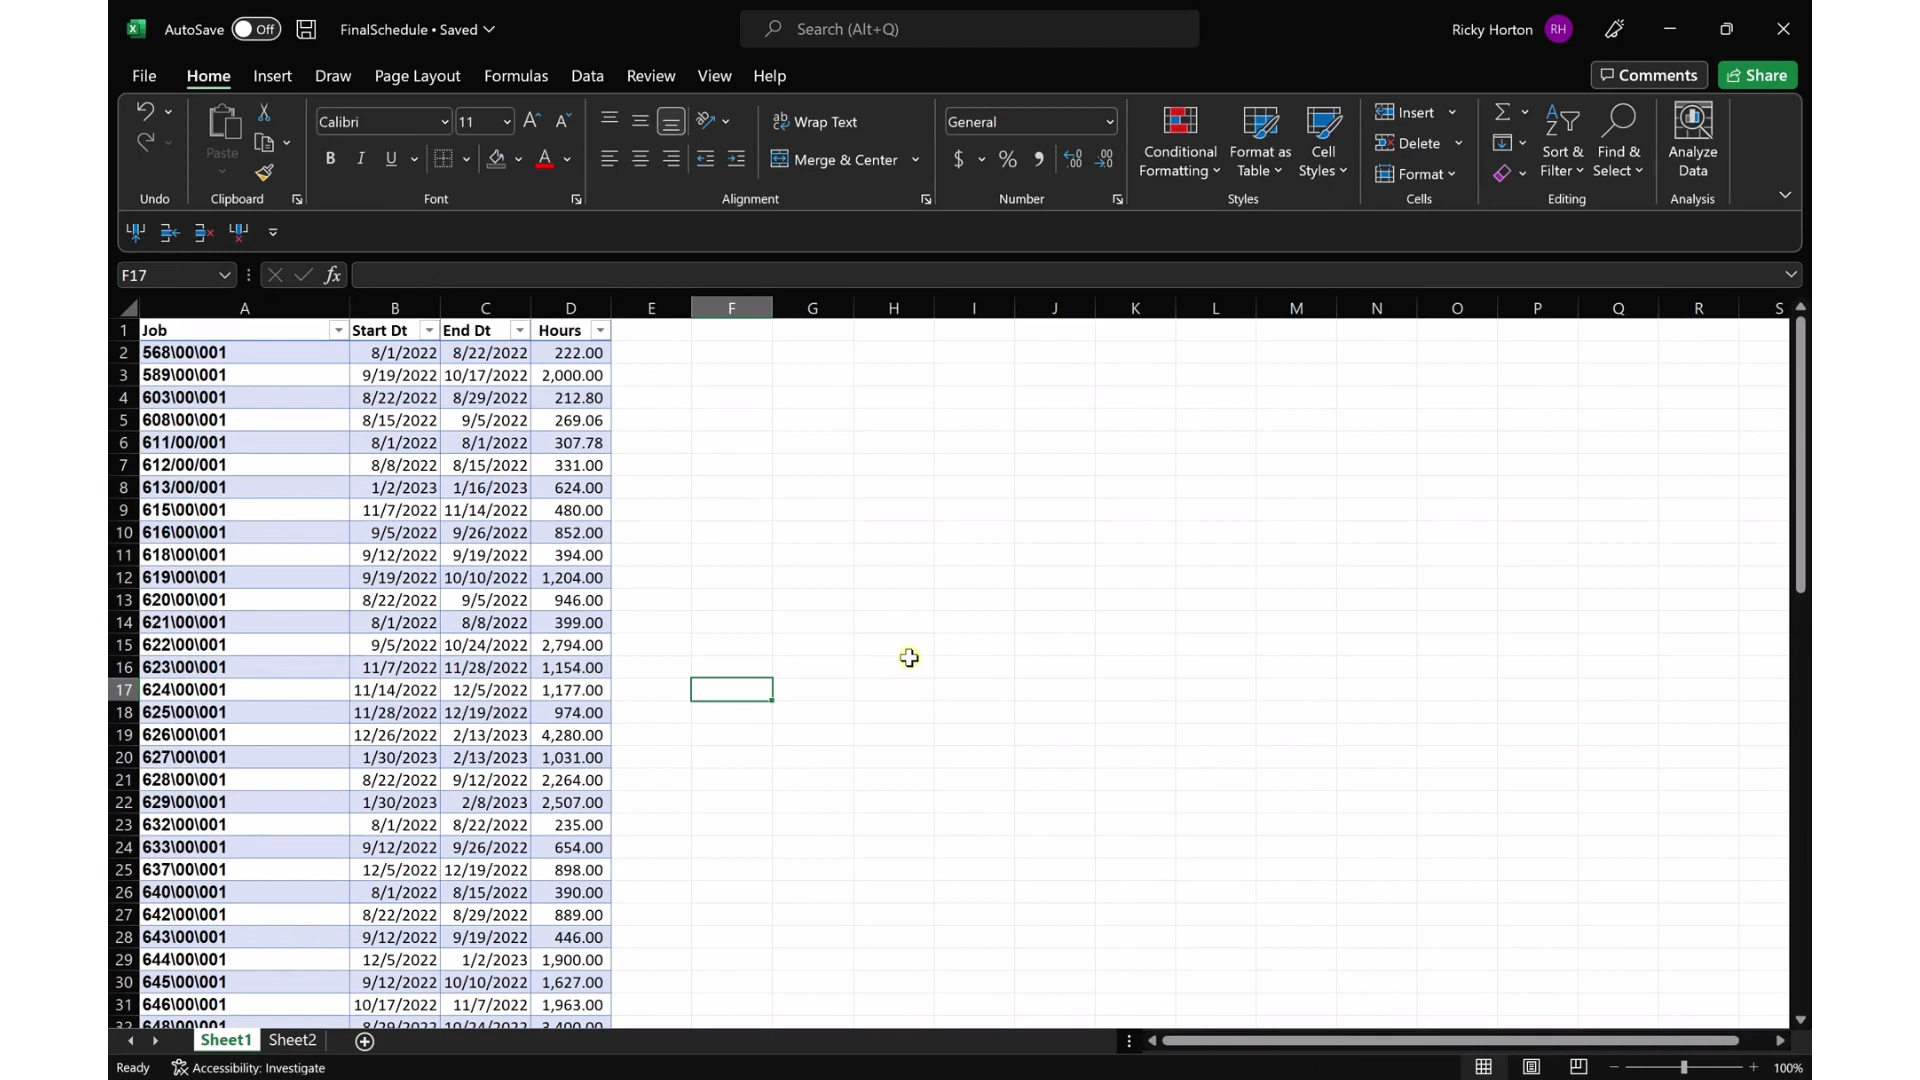 AutoSave Off FinalSchedule • Saved Search (Alt+Q) Ricky Horton RH
File Home Insert Draw Page Layout Formulas Data Review View Help Comments Share
Calibri 11 Wrap Text General Insert
Paste B I U Merge & Center $ % Conditional Formatting Format as Table Cell Styles Delete Sort & Filter Find & Select Analyze Data
Format
Undo Clipboard Font Alignment Number Styles Cells Editing Analysis
F17 fx
A B C D E F G H I J K L M N O P Q R S
1 Job Start Dt End Dt Hours
2 568\00\001 8/1/2022 8/22/2022 222.00
3 589\00\001 9/19/2022 10/17/2022 2,000.00
4 603\00\001 8/22/2022 8/29/2022 212.80
5 608\00\001 8/15/2022 9/5/2022 269.06
6 611/00/001 8/1/2022 8/1/2022 307.78
7 612/00/001 8/8/2022 8/15/2022 331.00
8 613/00/001 1/2/2023 1/16/2023 624.00
9 615\00\001 11/7/2022 11/14/2022 480.00
10 616\00\001 9/5/2022 9/26/2022 852.00
11 618\00\001 9/12/2022 9/19/2022 394.00
12 619\00\001 9/19/2022 10/10/2022 1,204.00
13 620\00\001 8/22/2022 9/5/2022 946.00
14 621\00\001 8/1/2022 8/8/2022 399.00
15 622\00\001 9/5/2022 10/24/2022 2,794.00
16 623\00\001 11/7/2022 11/28/2022 1,154.00
17 624\00\001 11/14/2022 12/5/2022 1,177.00
18 625\00\001 11/28/2022 12/19/2022 974.00
19 626\00\001 12/26/2022 2/13/2023 4,280.00
20 627\00\001 1/30/2023 2/13/2023 1,031.00
21 628\00\001 8/22/2022 9/12/2022 2,264.00
22 629\00\001 1/30/2023 2/8/2023 2,507.00
23 632\00\001 8/1/2022 8/22/2022 235.00
24 633\00\001 9/12/2022 9/26/2022 654.00
25 637\00\001 12/5/2022 12/19/2022 898.00
26 640\00\001 8/1/2022 8/15/2022 390.00
27 642\00\001 8/22/2022 8/29/2022 889.00
28 643\00\001 9/12/2022 9/19/2022 446.00
29 644\00\001 12/5/2022 1/2/2023 1,900.00
30 645\00\001 9/12/2022 10/10/2022 1,627.00
31 646\00\001 10/17/2022 11/7/2022 1,963.00
32 648\00\001 8/29/2022 10/24/2022 3,400.00
Sheet1 Sheet2
Ready Accessibility: Investigate 100%